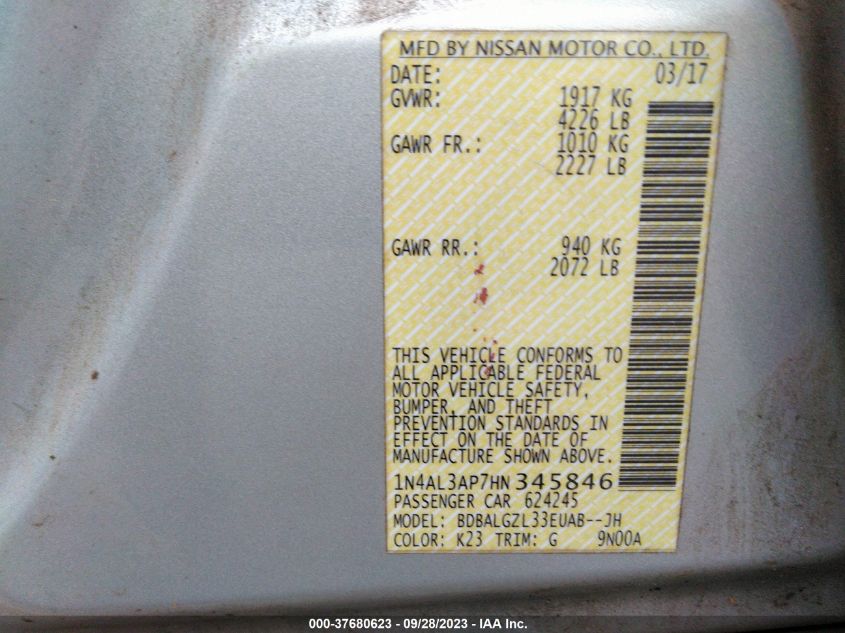 MFD BY NISSAN MOTOR CO., LTD.
DATE: 03/17
GVWR: 1917 KG
4226 LB
GAWR FR.: 1010 KG
2227 LB
GAWR RR.: 940 KG
2072 LB
THIS VEHICLE CONFORMS TO
ALL APPLICABLE FEDERAL
MOTOR VEHICLE SAFETY,
BUMPER, AND THEFT
PREVENTION STANDARDS IN
EFFECT ON THE DATE OF
MANUFACTURE SHOWN ABOVE.
1N4AL3AP7HN345846
PASSENGER CAR 624245
MODEL: BDBALGZL33EUAB--JH
COLOR: K23 TRIM: G 9N00A
000-37680623 - 09/28/2023 - IAA Inc.